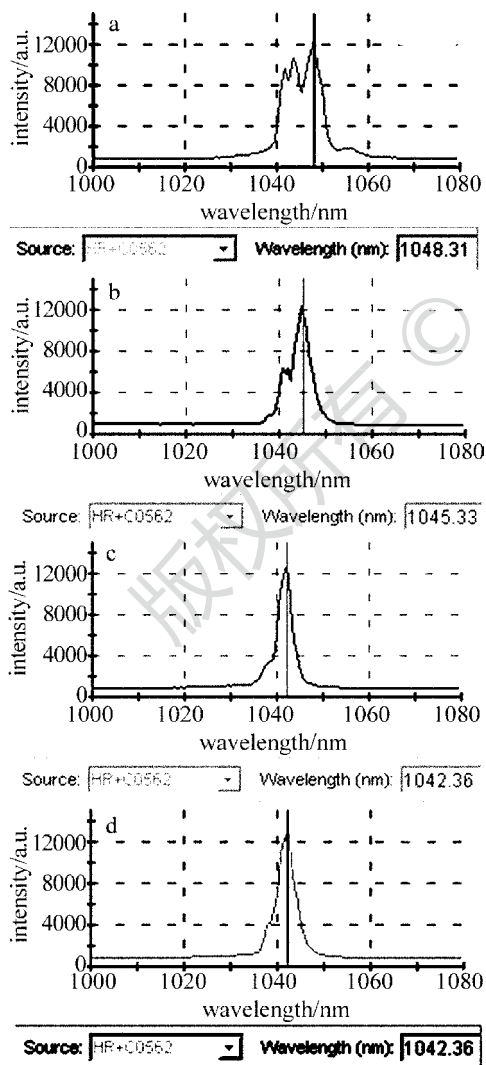 a
intensity/a.u.
12000
8000
4000
0
1000 1020 1040 1060 1080
wavelength/nm
Source: HR+C0562 Wavelength (nm): 1048.31
b
intensity/a.u.
12000
8000
4000
0
1000 1020 1040 1060 1080
wavelength/nm
Source: HR+C0562 Wavelength (nm): 1045.33
c
intensity/a.u.
12000
8000
4000
0
1000 1020 1040 1060 1080
wavelength/nm
Source: HR+C0562 Wavelength (nm): 1042.36
d
intensity/a.u.
12000
8000
4000
0
1000 1020 1040 1060 1080
wavelength/nm
Source: HR+C0562 Wavelength (nm): 1042.36
版权所有 ©